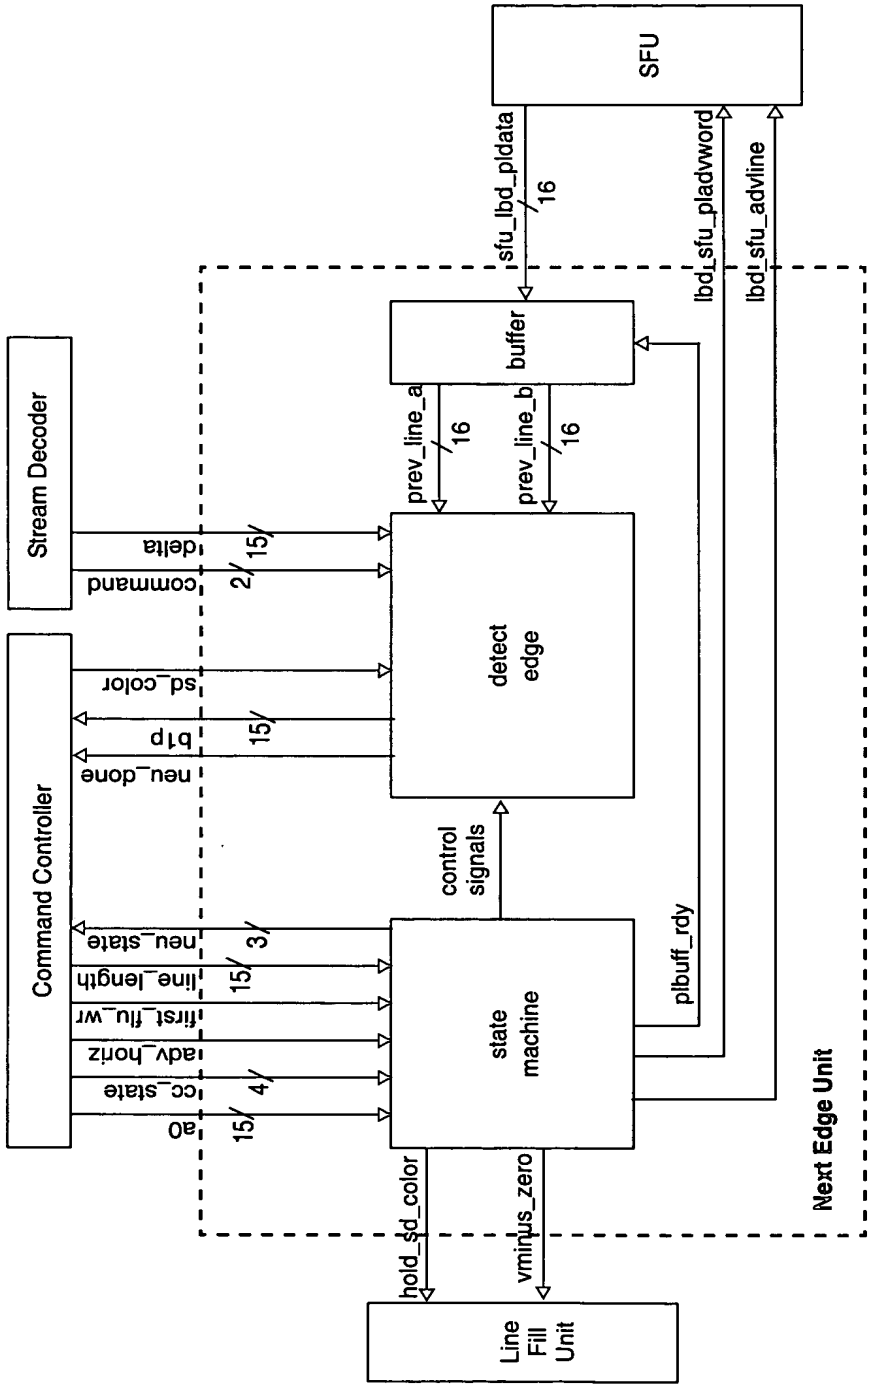 Command Controller
Stream Decoder
a0
15
cc_state
4
adv_horiz
first_flu_wr
line_length
15
neu_state
3
neu_done
b1p
15
sd_color
command
2
delta
15
hold_sd_color
vminus_zero
Line
Fill
Unit
state
machine
control
signals
detect
edge
prev_line_a
16
prev_line_b
16
buffer
sfu_lbd_pldata
16
SFU
plbuff_rdy
lbd_sfu_pladvword
lbd_sfu_advline
Next Edge Unit